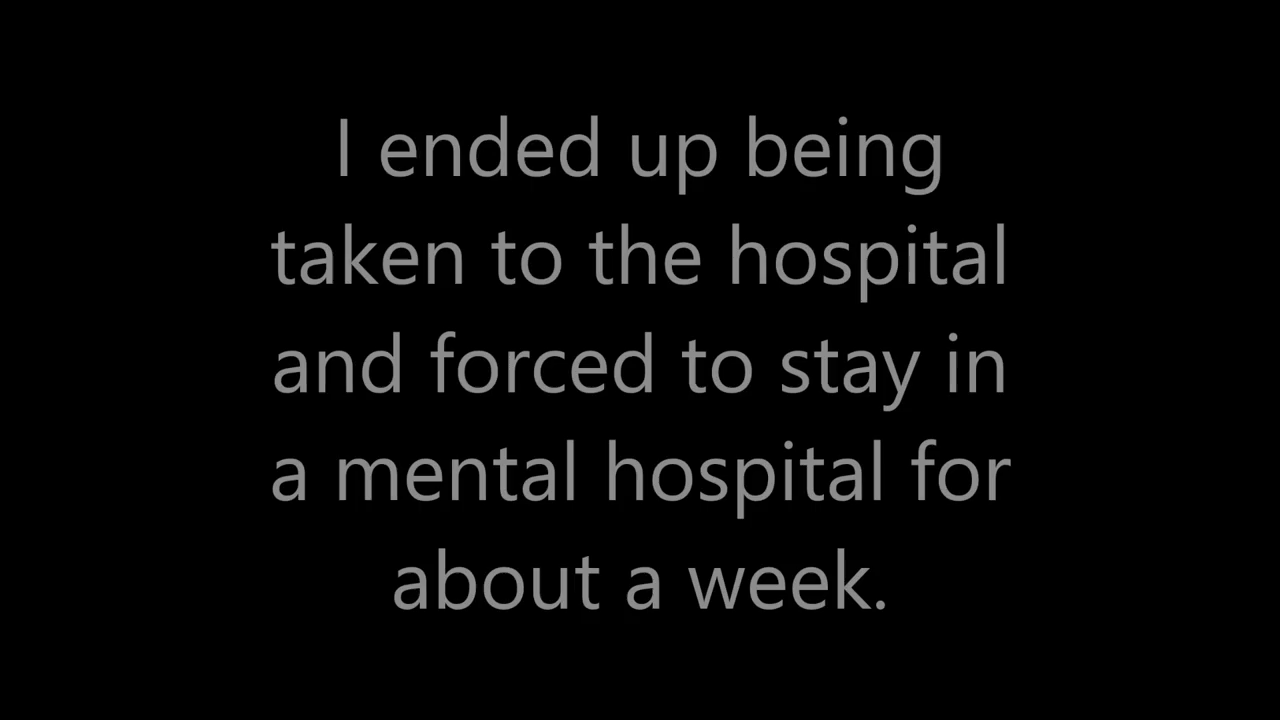 I ended up being
taken to the hospital
and forced to stay in
a mental hospital for
about a week.